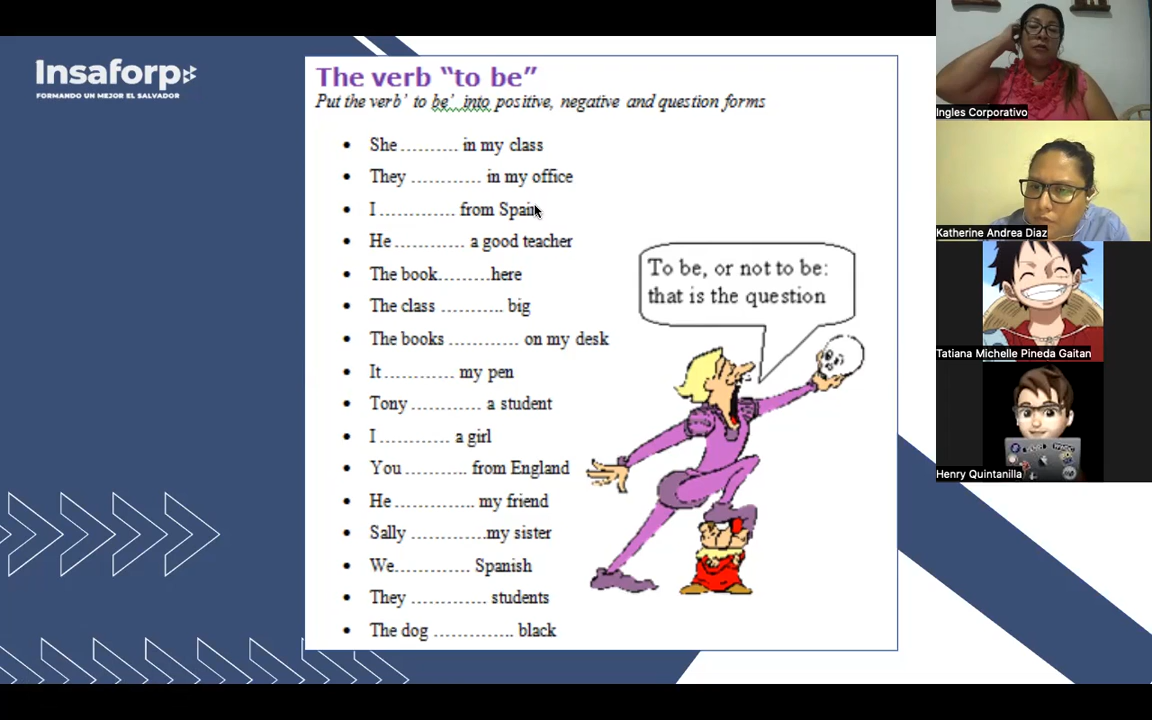 Insaforp
FORMANDO UN MEJOR EL SALVADOR
The verb “to be”
Put the verb’ to be’ into positive, negative and question forms
She .......... in my class
They ............ in my office
I ............. from Spain
He ............ a good teacher
The book.........here
The class ........... big
The books ............ on my desk
It ............ my pen
Tony ............ a student
I ............ a girl
You ........... from England
He .............. my friend
Sally .............my sister
We............. Spanish
They ............. students
The dog .............. black
To be, or not to be:
that is the question
Ingles Corporativo
Katherine Andrea Diaz
Tatiana Michelle Pineda Gaitan
Henry Quintanilla